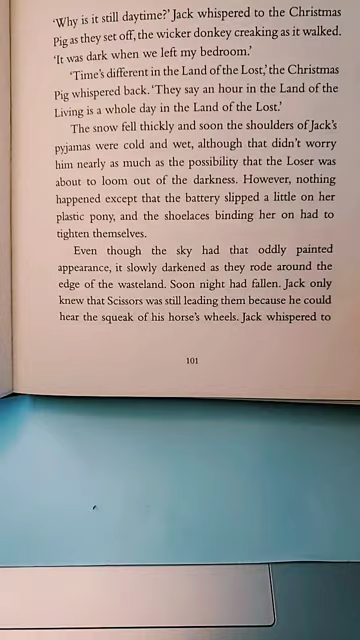 ‘Why is it still daytime?’ Jack whispered to the Christmas
Pig as they set off, the wicker donkey creaking as it walked.
‘It was dark when we left my bedroom.’
‘Time’s different in the Land of the Lost,’ the Christmas
Pig whispered back. ‘They say an hour in the Land of the
Living is a whole day in the Land of the Lost.’
The snow fell thickly and soon the shoulders of Jack’s
pyjamas were cold and wet, although that didn’t worry
him nearly as much as the possibility that the Loser was
about to loom out of the darkness. However, nothing
happened except that the battery slipped a little on her
plastic pony, and the shoelaces binding her on had to
tighten themselves.
Even though the sky had that oddly painted
appearance, it slowly darkened as they rode around the
edge of the wasteland. Soon night had fallen. Jack only
knew that Scissors was still leading them because he could
hear the squeak of his horse’s wheels. Jack whispered to
101